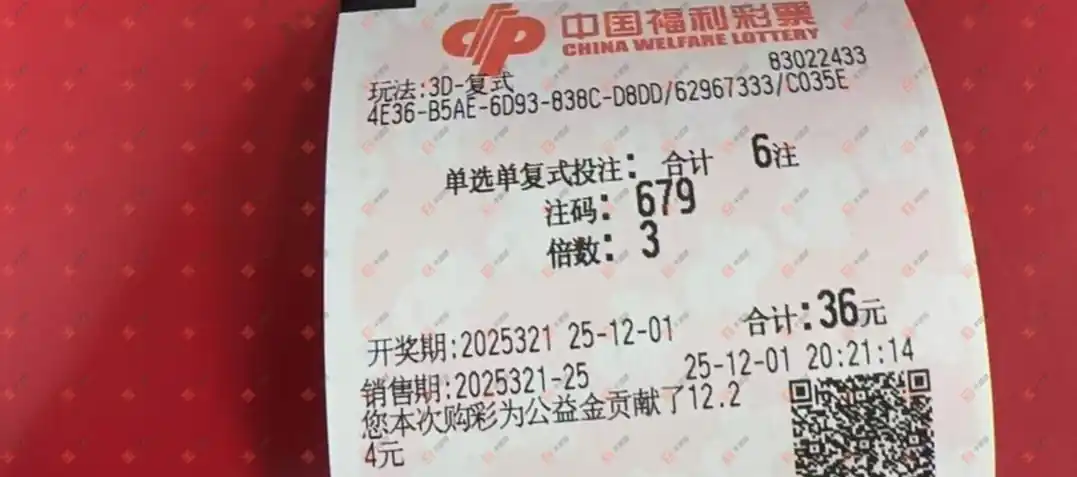 中国福利彩票
CHINA WELFARE LOTTERY
83022433
玩法:3D-复式
4E36-B5AE-6D93-838C-D8DD/62967333/C035E
单选单复式投注: 合计 6注
注码: 679
倍数: 3
合计:36元
开奖期:2025321 25-12-01
25-12-01 20:21:14
销售期:2025321-25
您本次购彩为公益金贡献了12.2
4元